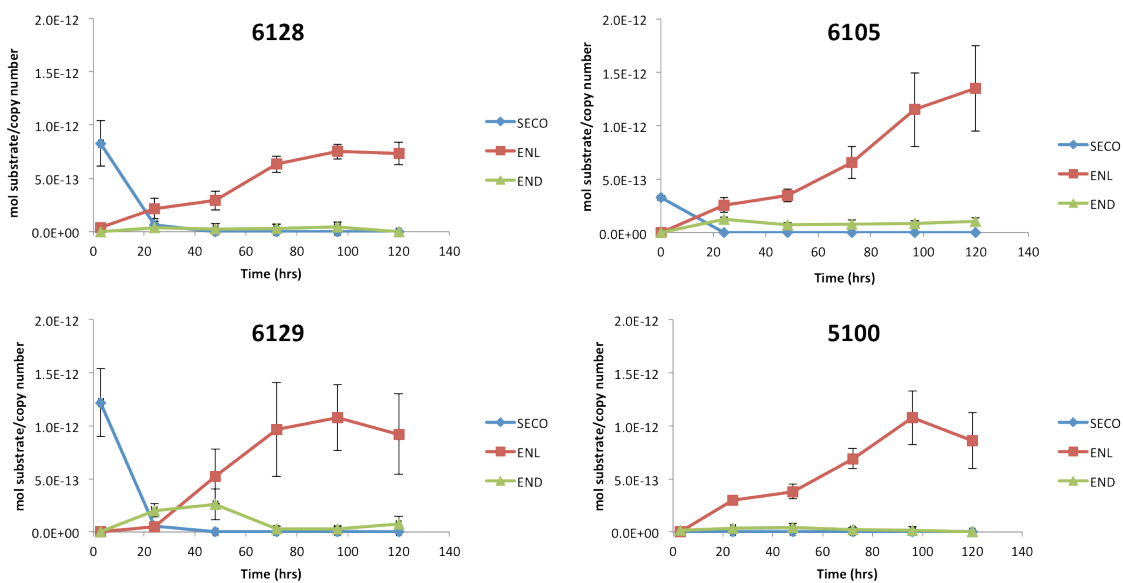 6128
mol substrate/copy number
2.0E-12
1.5E-12
1.0E-12
5.0E-13
0.0E+00
0 20 40 60 80 100 120 140
Time (hrs)
SECO
ENL
END
6105
mol substrate/copy number
2.0E-12
1.5E-12
1.0E-12
5.0E-13
0.0E+00
0 20 40 60 80 100 120 140
Time (hrs)
SECO
ENL
END
6129
mol substrate/copy number
2.0E-12
1.5E-12
1.0E-12
5.0E-13
0.0E+00
0 20 40 60 80 100 120 140
Time (hrs)
SECO
ENL
END
5100
mol substrate/copy number
2.0E-12
1.5E-12
1.0E-12
5.0E-13
0.0E+00
0 20 40 60 80 100 120 140
Time (hrs)
SECO
ENL
END